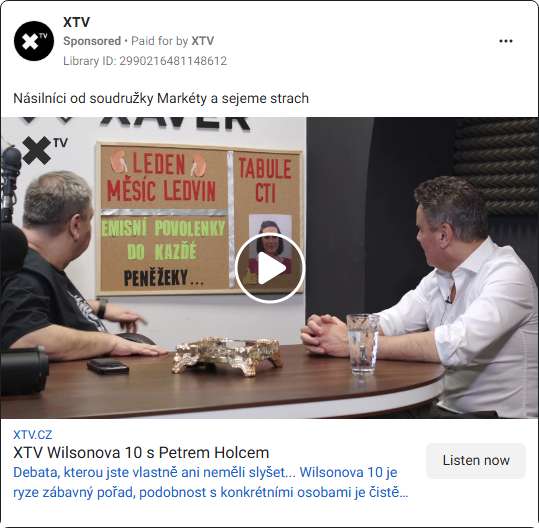 XTV
Sponsored • Paid for by XTV
Library ID: 2990216481148612
Násilníci od soudružky Markéty a sejeme strach
XAVER
XTV
LEDEN
MĚSÍC LEDVIN
EMISNÍ POVOLENKY
DO KAZDÉ
PENĚŽEKY...
TABULE
CTI
XTV.CZ
XTV Wilsonova 10 s Petrem Holcem
Debata, kterou jste vlastně ani neměli slyšet... Wilsonova 10 je
ryze zábavný pořad, podobnost s konkrétními osobami je čistě...
Listen now